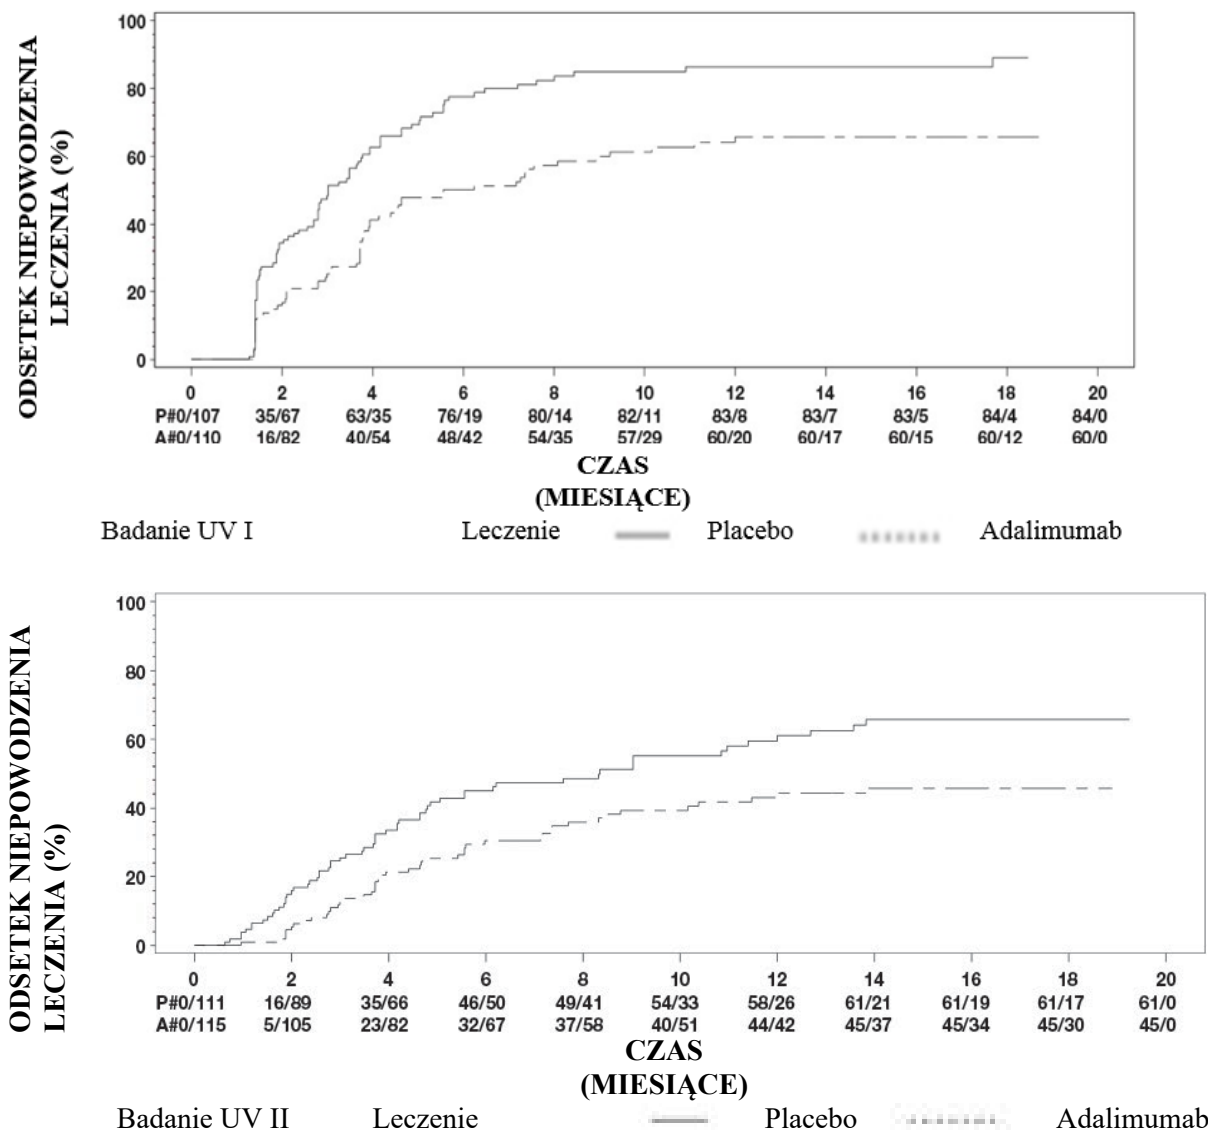 ODSETEK NIEPOWODZENIA
LECZENIA (%)
100
80
60
40
20
0
0 2 4 6 8 10 12 14 16 18 20
P#0/107 35/67 63/35 76/19 80/14 82/11 83/8 83/7 83/5 84/4 84/0
A#0/110 16/82 40/54 48/42 54/35 57/29 60/20 60/17 60/15 60/12 60/0
CZAS
(MIESIĄCE)
Badanie UV I Leczenie Placebo Adalimumab
ODSETEK NIEPOWODZENIA
LECZENIA (%)
100
80
60
40
20
0
0 2 4 6 8 10 12 14 16 18 20
P#0/111 16/89 35/66 46/50 49/41 54/33 58/26 61/21 61/19 61/17 61/0
A#0/115 5/105 23/82 32/67 37/58 40/51 44/42 45/37 45/34 45/30 45/0
CZAS
(MIESIĄCE)
Badanie UV II Leczenie Placebo Adalimumab